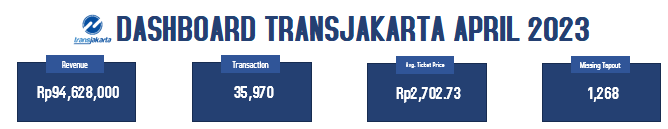 transjakarta
DASHBOARD TRANSJAKARTA APRIL 2023
Revenue
Rp94,628,000
Transaction
35,970
Avg. Ticket Price
Rp2,702.73
Missing Tapout
1,268